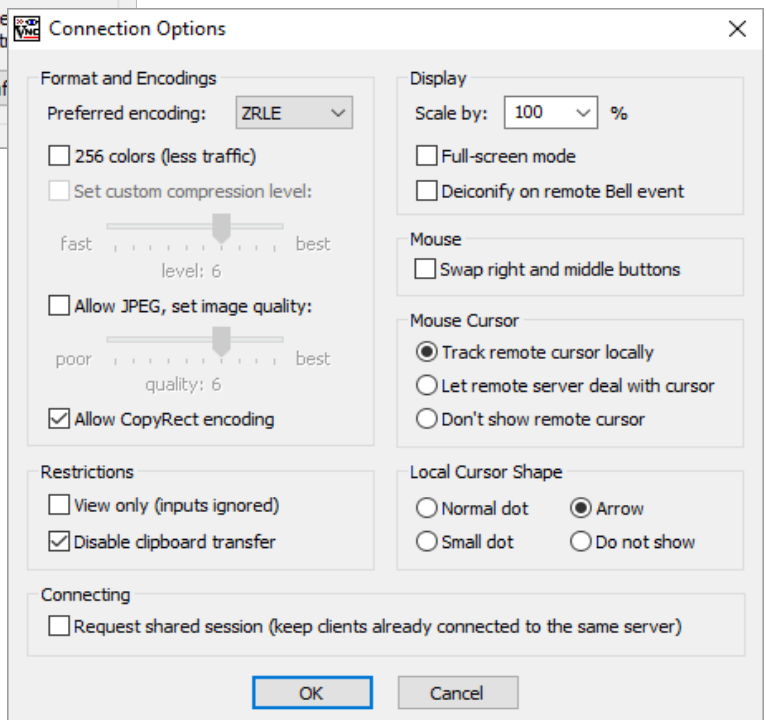 Connection Options
Format and Encodings
Preferred encoding: ZRLE
256 colors (less traffic)
Set custom compression level:
fast best
level: 6
Allow JPEG, set image quality:
poor best
quality: 6
Allow CopyRect encoding
Restrictions
View only (inputs ignored)
Disable clipboard transfer
Display
Scale by: 100 %
Full-screen mode
Deiconify on remote Bell event
Mouse
Swap right and middle buttons
Mouse Cursor
Track remote cursor locally
Let remote server deal with cursor
Don't show remote cursor
Local Cursor Shape
Normal dot Arrow
Small dot Do not show
Connecting
Request shared session (keep clients already connected to the same server)
OK Cancel